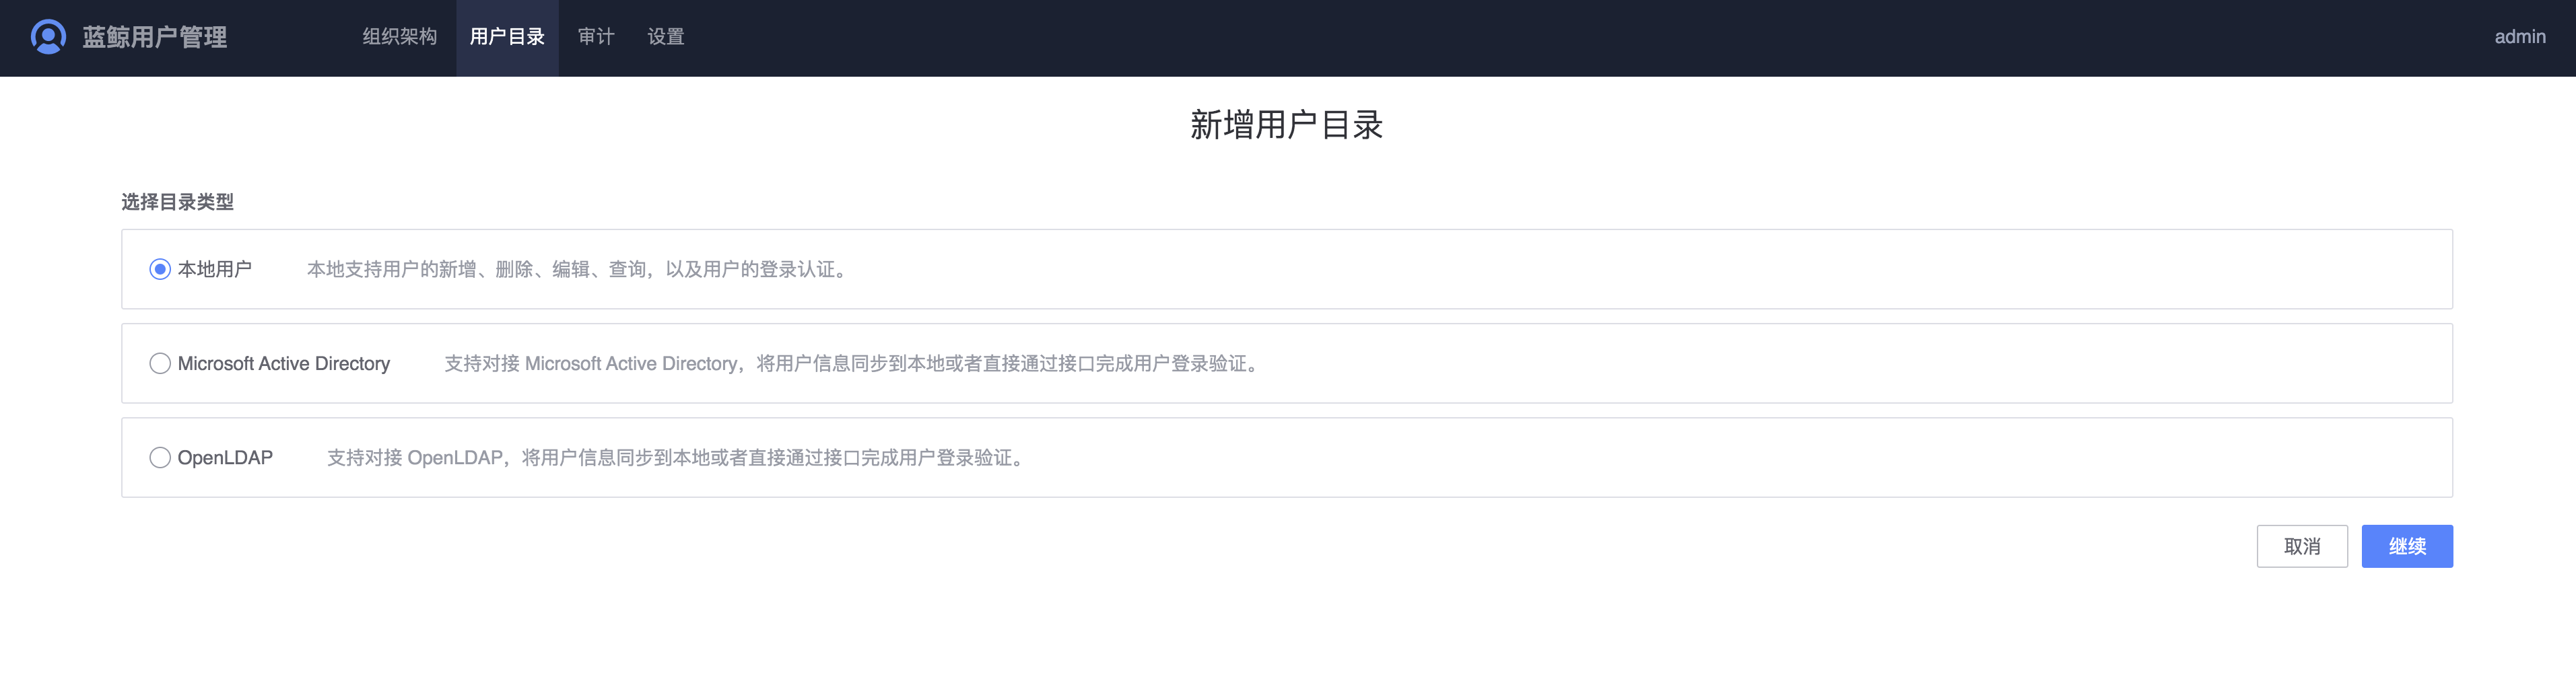 蓝鲸用户管理 组织架构 用户目录 审计 设置 admin
新增用户目录
选择目录类型
本地用户 本地支持用户的新增、删除、编辑、查询，以及用户的登录认证。
Microsoft Active Directory 支持对接 Microsoft Active Directory，将用户信息同步到本地或者直接通过接口完成用户登录验证。
OpenLDAP 支持对接 OpenLDAP，将用户信息同步到本地或者直接通过接口完成用户登录验证。
取消 继续